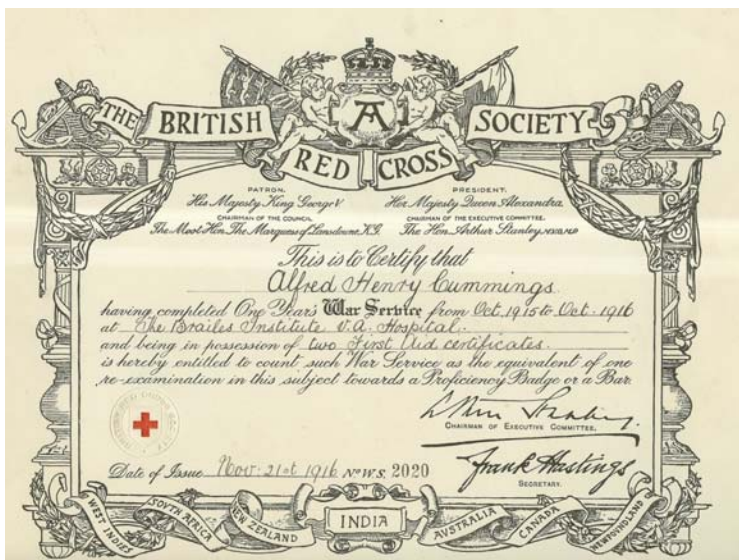 THE BRITISH RED CROSS SOCIETY
PATRON. PRESIDENT.
His Majesty King George V Her Majesty Queen Alexandra
CHAIRMAN OF THE COUNCIL CHAIRMAN OF THE EXECUTIVE COMMITTEE.
The Most Hon. The Marquess of Lansdowne, K.G. The Hon. Arthur Stanley, M.V.O., M.P.
This is to Certify that
Alfred Henry Cummings.
having completed One Year's War Service from Oct. 1915 to Oct. 1916
at The Brailes Institute V.A. Hospital.
and being in possession of two First Aid certificates.
is hereby entitled to count such War Service as the equivalent of one
re-examination in this subject towards a Proficiency Badge or a Bar.
Arthur Stanley
CHAIRMAN OF EXECUTIVE COMMITTEE.
Date of Issue Nov: 21st 1916 No W.S. 2020
Frank Hastings
SECRETARY.
WEST INDIES SOUTH AFRICA NEW ZEALAND INDIA AUSTRALIA CANADA NEWFOUNDLAND